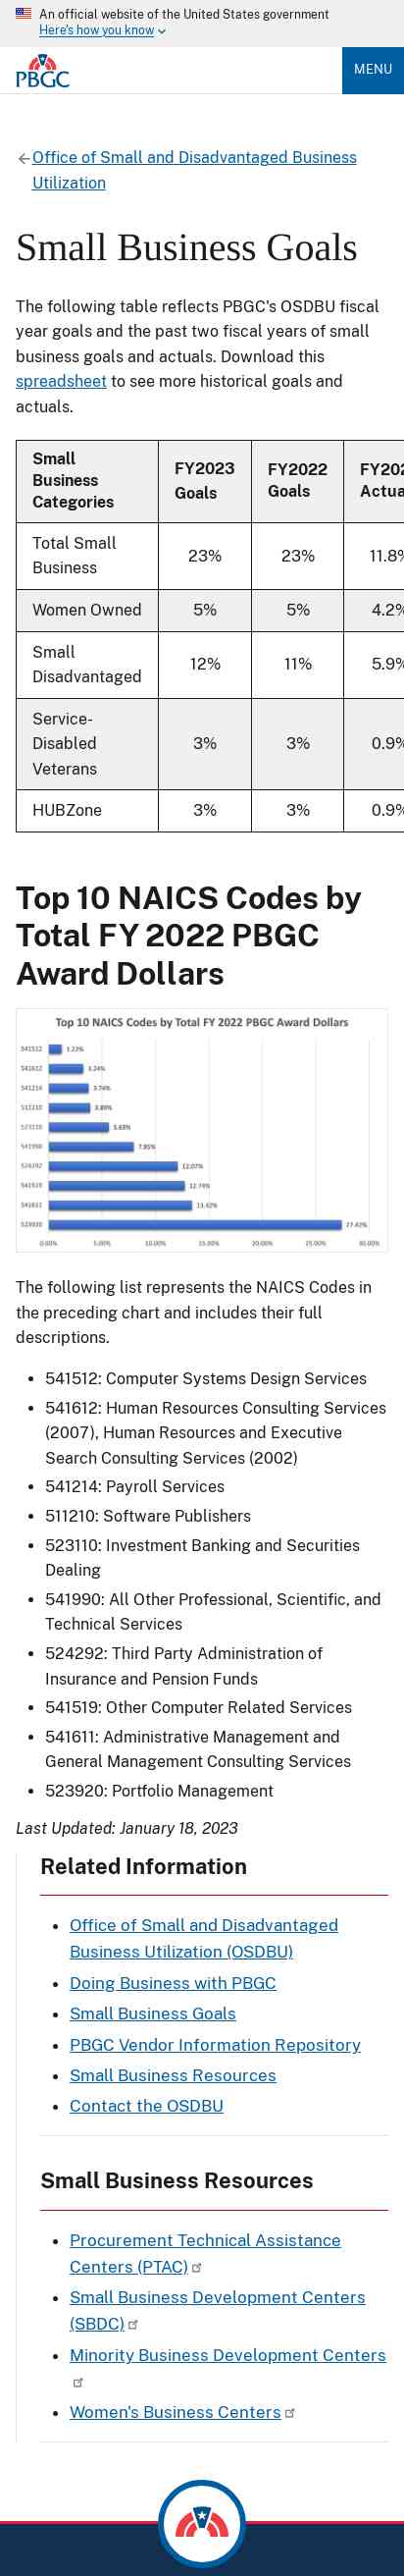 An official website of the United States government
Here's how you know
PBGC
MENU
Office of Small and Disadvantaged Business
Utilization
Small Business Goals
The following table reflects PBGC's OSDBU fiscal
year goals and the past two fiscal years of small
business goals and actuals. Download this
spreadsheet to see more historical goals and
actuals.
Small Business Categories FY2023 Goals FY2022 Goals
Total Small Business 23% 23% 11.8%
Women Owned 5% 5% 4.2%
Small Disadvantaged 12% 11% 5.9%
Service-Disabled Veterans 3% 3% 0.9%
HUBZone 3% 3% 0.9%
Top 10 NAICS Codes by
Total FY 2022 PBGC
Award Dollars
Top 10 NAICS Codes by Total FY 2022 PBGC Award Dollars
541512 1.22%
541612 3.24%
541214 3.74%
511210 3.89%
523110 5.63%
541990 7.95%
524292 12.07%
541519 12.74%
541611 13.42%
523920 27.42%
0.00% 5.00% 10.00% 15.00% 20.00% 25.00% 30.00%
The following list represents the NAICS Codes in
the preceding chart and includes their full
descriptions.
541512: Computer Systems Design Services
541612: Human Resources Consulting Services
(2007), Human Resources and Executive
Search Consulting Services (2002)
541214: Payroll Services
511210: Software Publishers
523110: Investment Banking and Securities
Dealing
541990: All Other Professional, Scientific, and
Technical Services
524292: Third Party Administration of
Insurance and Pension Funds
541519: Other Computer Related Services
541611: Administrative Management and
General Management Consulting Services
523920: Portfolio Management
Last Updated: January 18, 2023
Related Information
Office of Small and Disadvantaged
Business Utilization (OSDBU)
Doing Business with PBGC
Small Business Goals
PBGC Vendor Information Repository
Small Business Resources
Contact the OSDBU
Small Business Resources
Procurement Technical Assistance
Centers (PTAC)
Small Business Development Centers
(SBDC)
Minority Business Development Centers
Women's Business Centers